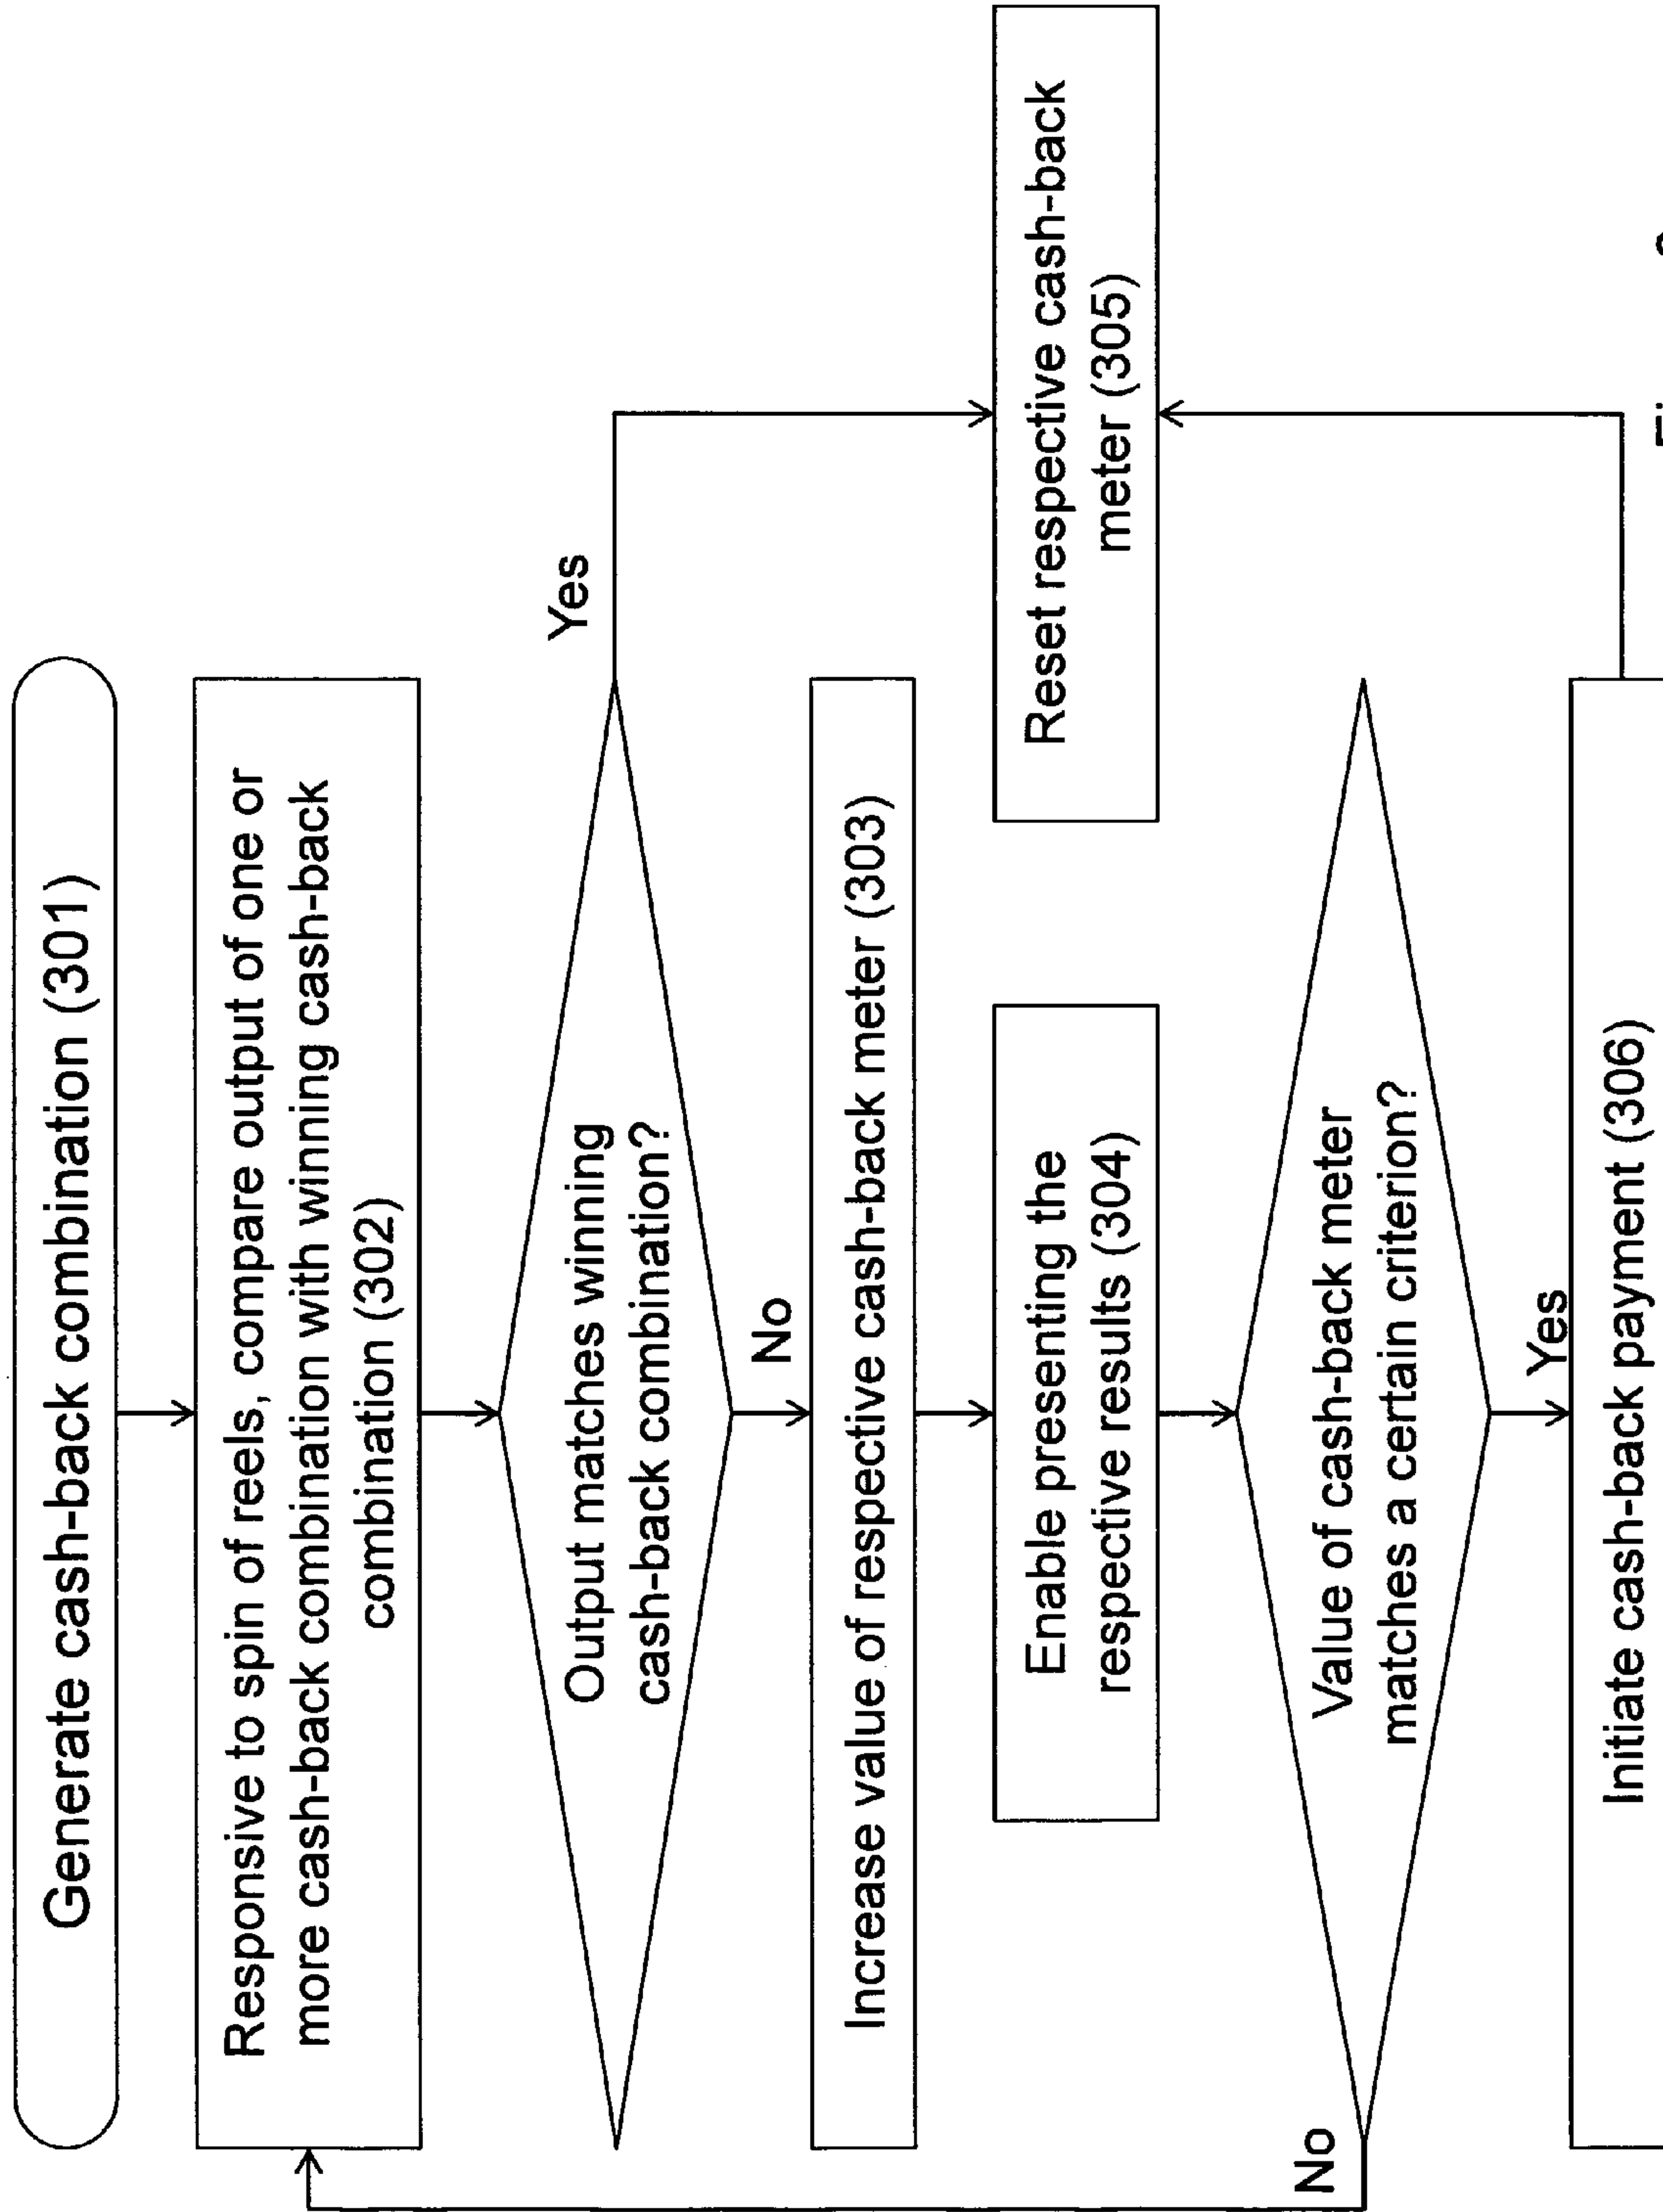 Generate cash-back combination (301)
Responsive to spin of reels, compare output of one or
more cash-back combination with winning cash-back
combination (302)
Output matches winning
cash-back combination?
Yes
No
Increase value of respective cash-back meter (303)
Enable presenting the
respective results (304)
Reset respective cash-back
meter (305)
Value of cash-back meter
matches a certain criterion?
No
Yes
Initiate cash-back payment (306)